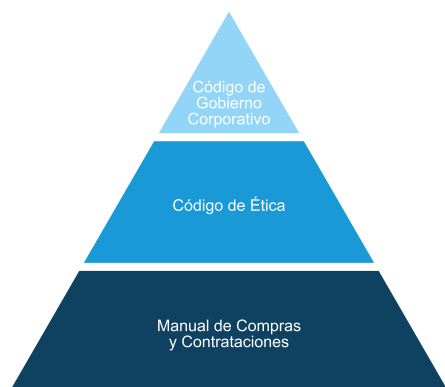 Código de
Gobierno
Corporativo
Código de Ética
Manual de Compras
y Contrataciones